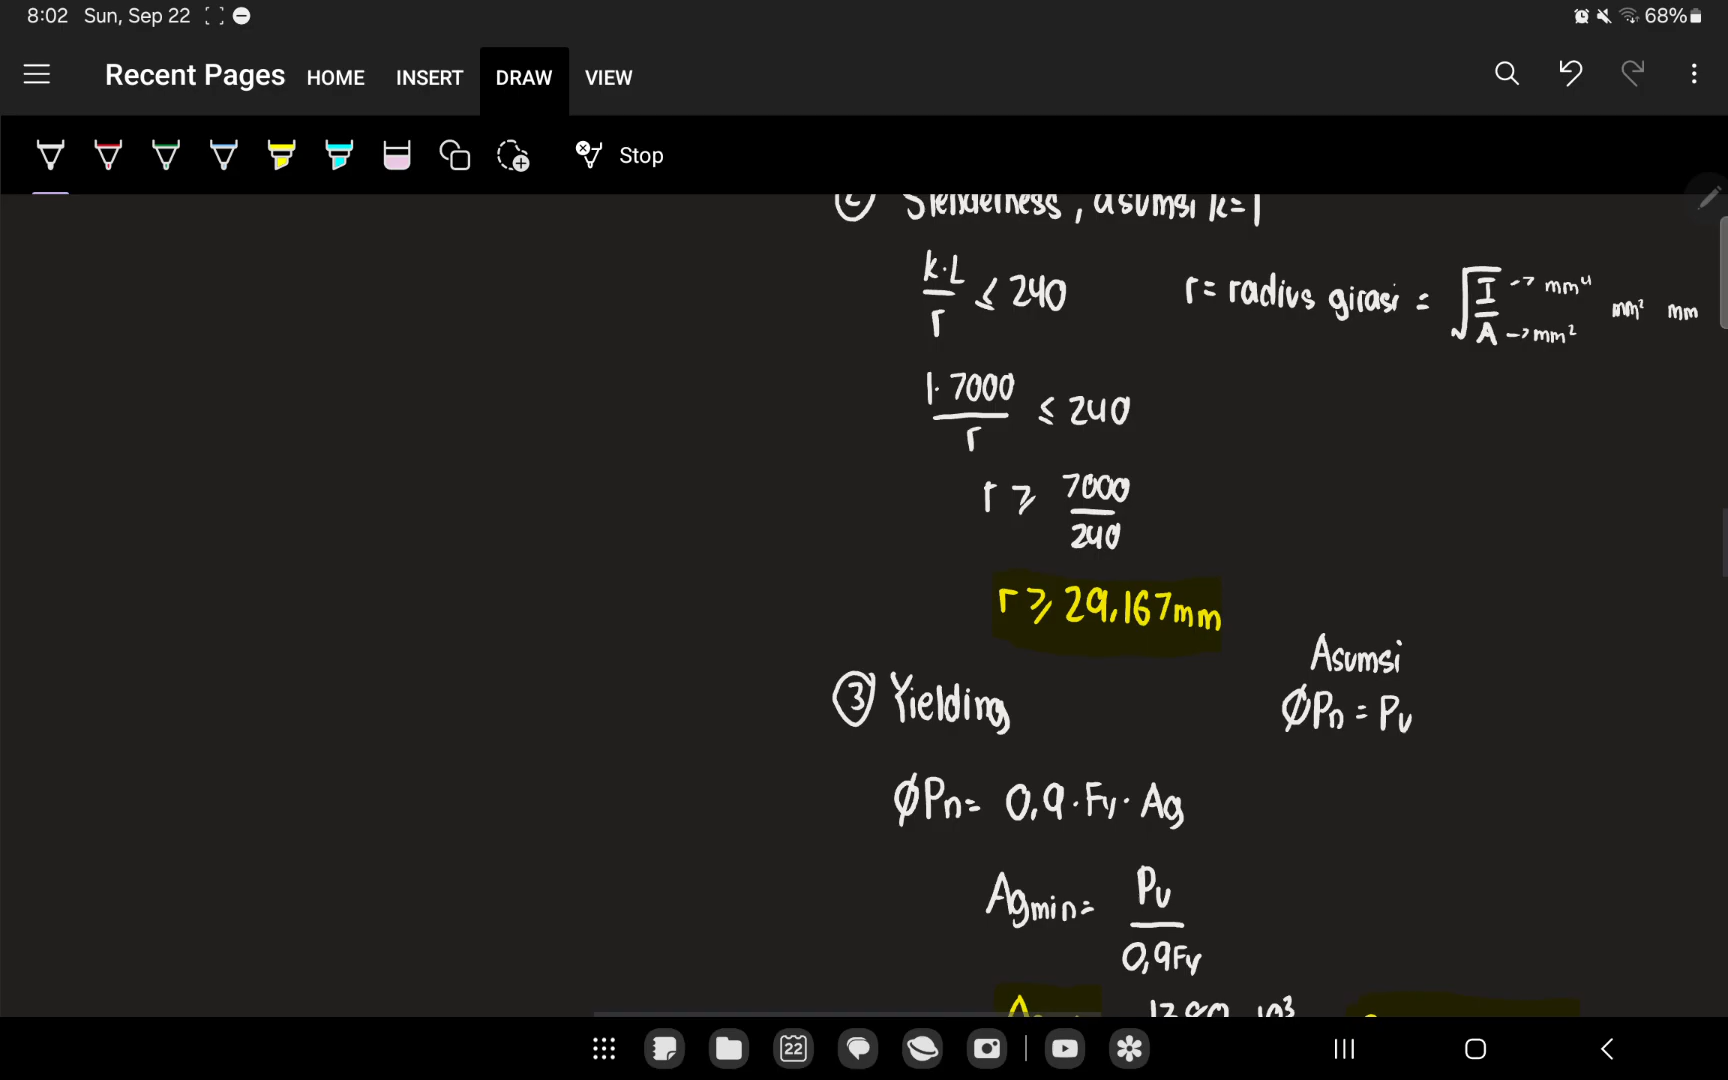 8:02 Sun, Sep 22 68%
Recent Pages HOME INSERT DRAW VIEW
Stop
② Slenderness, asumsi k=1
k.L/r ≤ 240
r = radius girasi = √(I/A) I → mm⁴ A → mm² mm² mm
1.7000/r ≤ 240
r ≥ 7000/240
r ≥ 29,167mm
③ Yielding
Asumsi
ØPn = Pu
ØPn = 0,9 . Fy . Ag
Agmin = Pu/0,9Fy
22